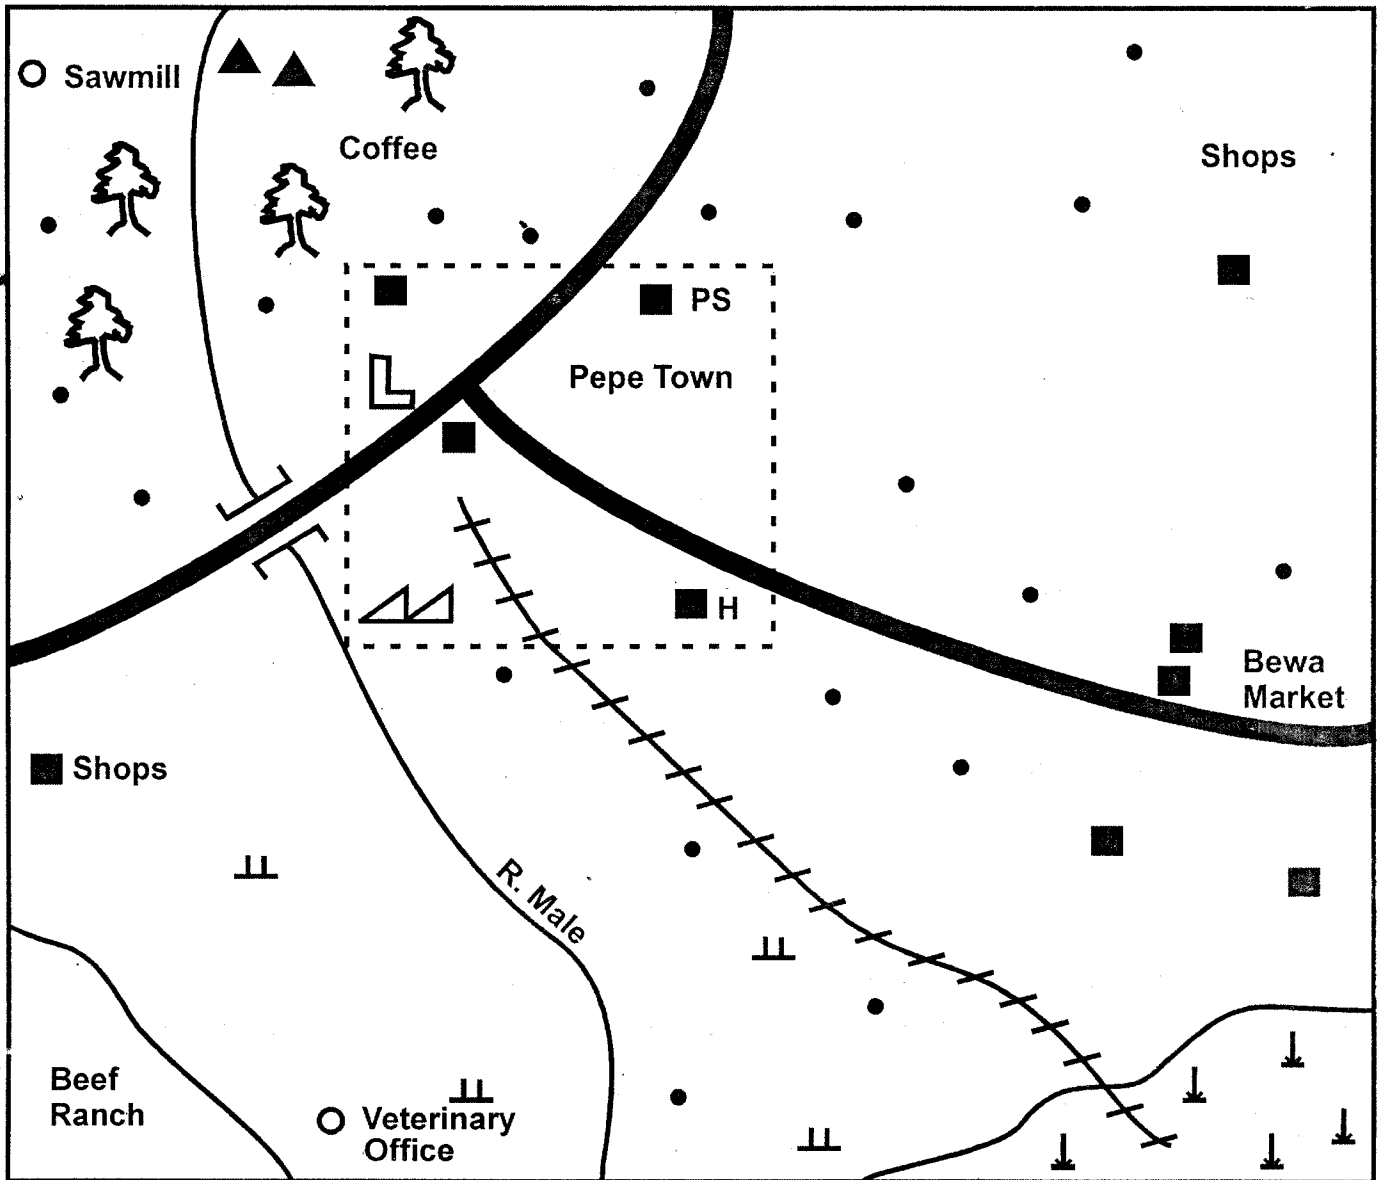 Sawmill
Coffee
Shops
PS
Pepe Town
H
Bewa
Market
Shops
R. Male
Beef
Ranch
Veterinary
Office